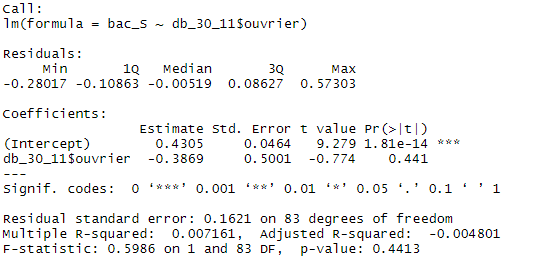 Call:
lm(formula = bac_S ~ db_30_11$ouvrier)
Residuals:
Min 1Q Median 3Q Max
-0.28017 -0.10863 -0.00519 0.08627 0.57303
Coefficients:
Estimate Std. Error t value Pr(>|t|)
(Intercept) 0.4305 0.0464 9.279 1.81e-14 ***
db_30_11$ouvrier -0.3869 0.5001 -0.774 0.441
---
Signif. codes: 0 ‘***’ 0.001 ‘**’ 0.01 ‘*’ 0.05 ‘.’ 0.1 ‘ ’ 1
Residual standard error: 0.1621 on 83 degrees of freedom
Multiple R-squared: 0.007161, Adjusted R-squared: -0.004801
F-statistic: 0.5986 on 1 and 83 DF, p-value: 0.4413